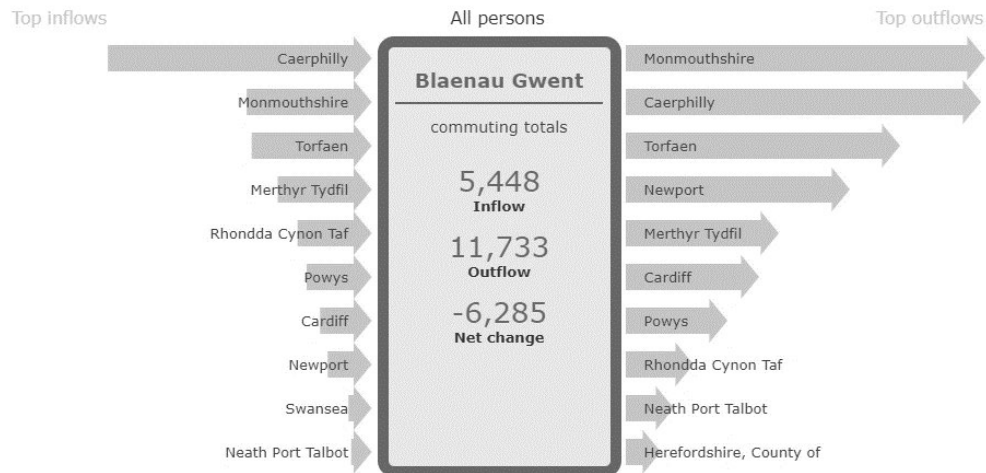 Top inflows
All persons
Top outflows
Caerphilly
Monmouthshire
Torfaen
Merthyr Tydfil
Rhondda Cynon Taf
Powys
Cardiff
Newport
Swansea
Neath Port Talbot
Blaenau Gwent
commuting totals
5,448
Inflow
11,733
Outflow
-6,285
Net change
Monmouthshire
Caerphilly
Torfaen
Newport
Merthyr Tydfil
Cardiff
Powys
Rhondda Cynon Taf
Neath Port Talbot
Herefordshire, County of